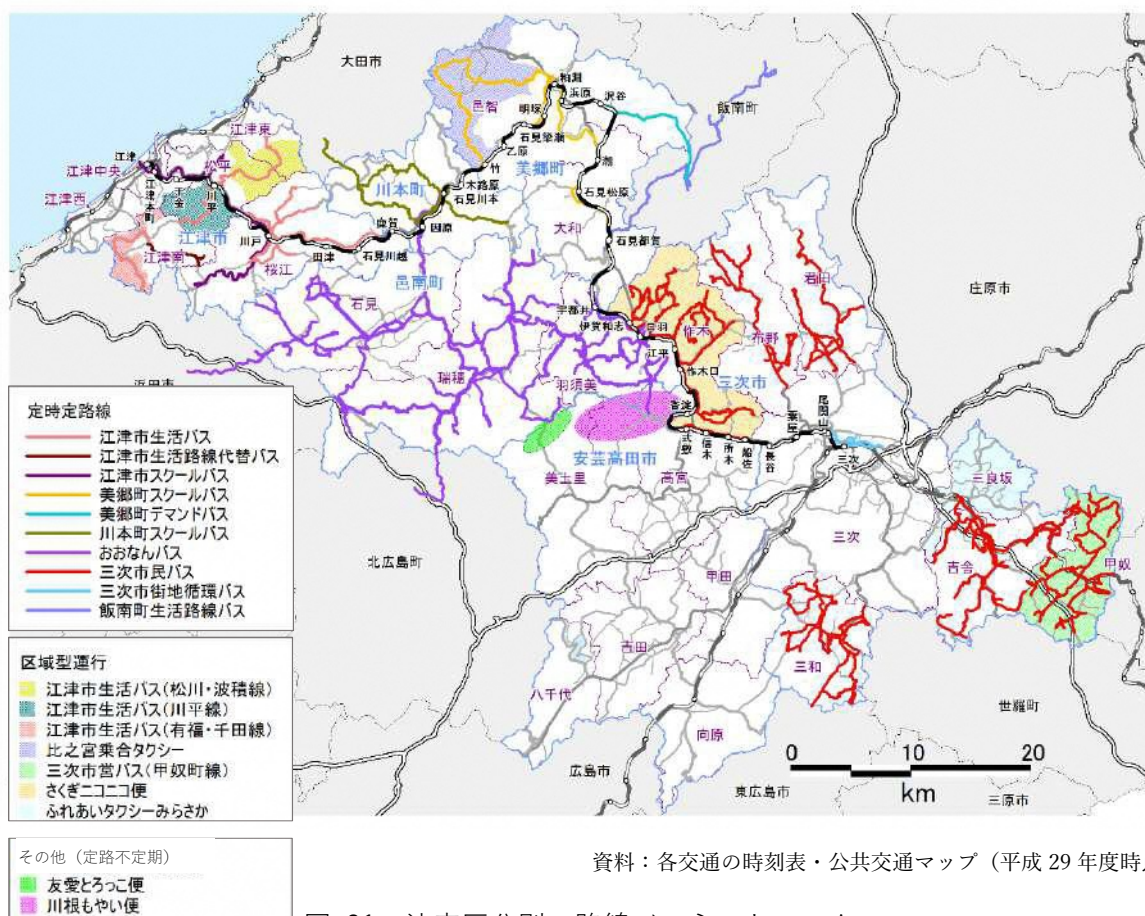 大田市
粕淵
浜原
沢谷
飯南町
明塚
邑智
石見簗瀬
乙原
竹
美郷町
潮
木路原
石見川本
川本町
石見松原
江津東
江津
江津中央
松平
江津西
江津本町
千金
川平
江津市
江津南
川戸
桜江
田津
石見川越
鹿賀
因原
大和
石見都賀
石見
邑南町
宇都井
伊賀和志
口羽
作木
布野
君田
庄原市
江平
作木口
三次市
瑞穂
羽須美
香淀
尾関山
粟屋
三次
式敷
信木
所木
船佐
長谷
安芸高田市
美土里
高宮
三良坂
浜田市
北広島町
三次
吉舎
甲奴
甲田
吉田
三和
八千代
向原
世羅町
広島市
東広島市
三原市
0 10 20
km
定時定路線
江津市生活バス
江津市生活路線代替バス
江津市スクールバス
美郷町スクールバス
美郷町デマンドバス
川本町スクールバス
おおなんバス
三次市民バス
三次市街地循環バス
飯南町生活路線バス
区域型運行
江津市生活バス(松川・波積線)
江津市生活バス(川平線)
江津市生活バス(有福・千田線)
比之宮乗合タクシー
三次市営バス(甲奴町線)
さくぎニコニコ便
ふれあいタクシーみらさか
その他（定路不定期）
友愛とろっこ便
川根もやい便
資料：各交通の時刻表・公共交通マップ（平成 29 年度時